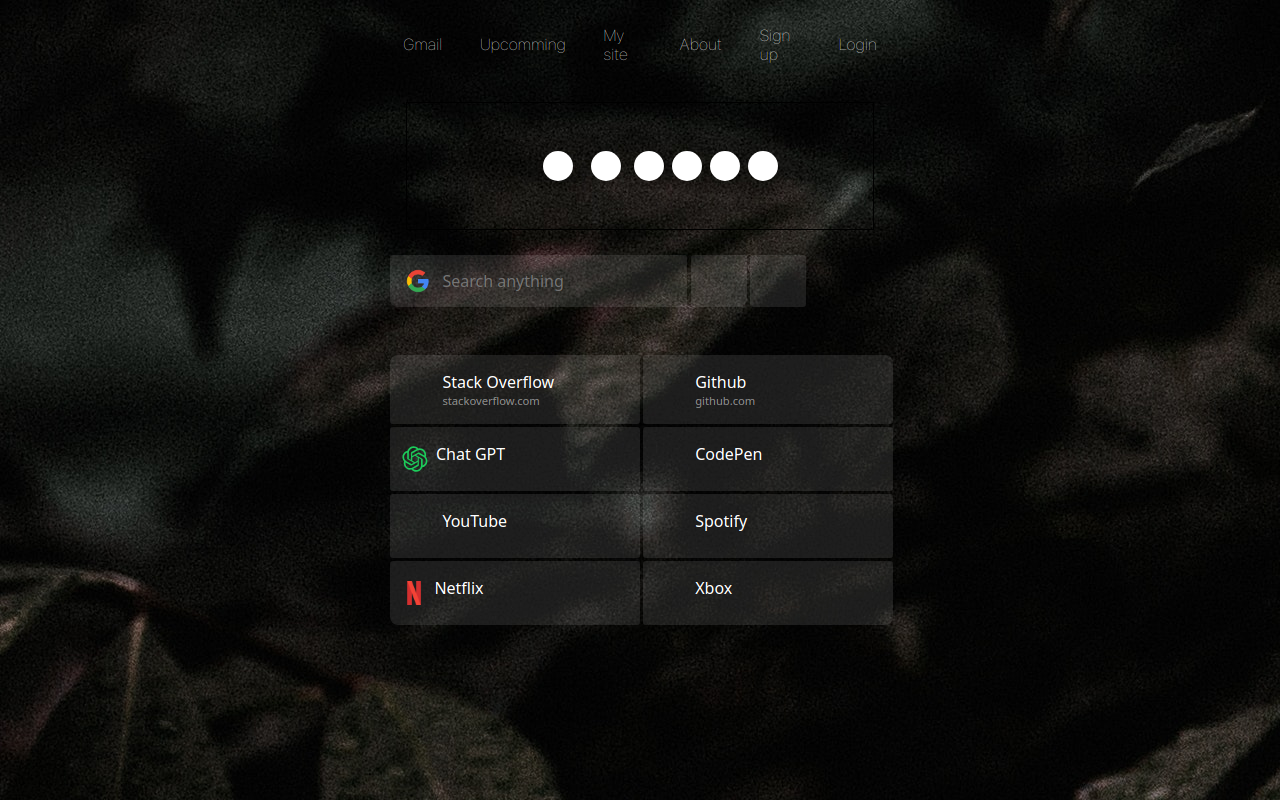 Gmail
Upcomming
My
site
About
Sign
up
Login
Search anything
Stack Overflow
stackoverflow.com
Github
github.com
Chat GPT
CodePen
YouTube
Spotify
Netflix
Xbox